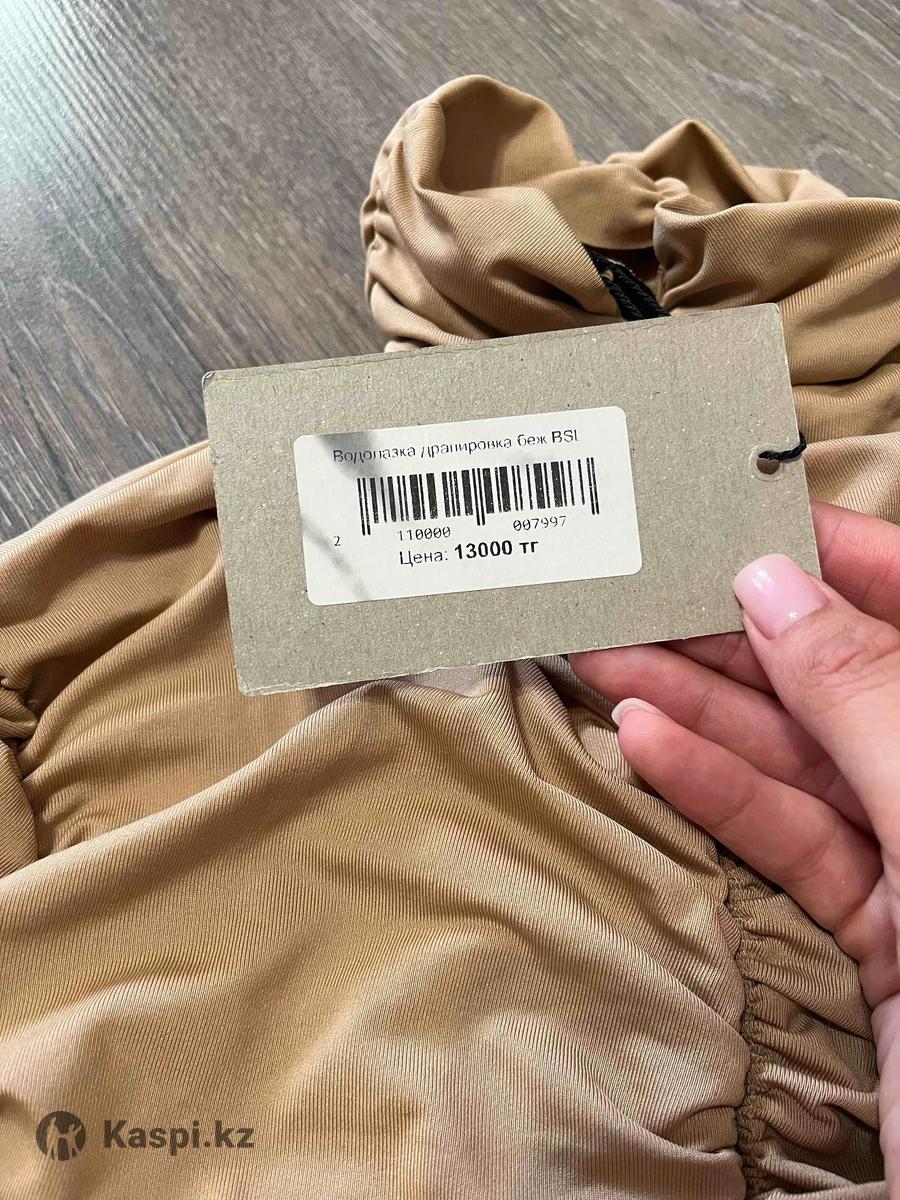 Водолазка драпировка беж BSL
2 110000 007997
Цена: 13000 тг
Kaspi.kz